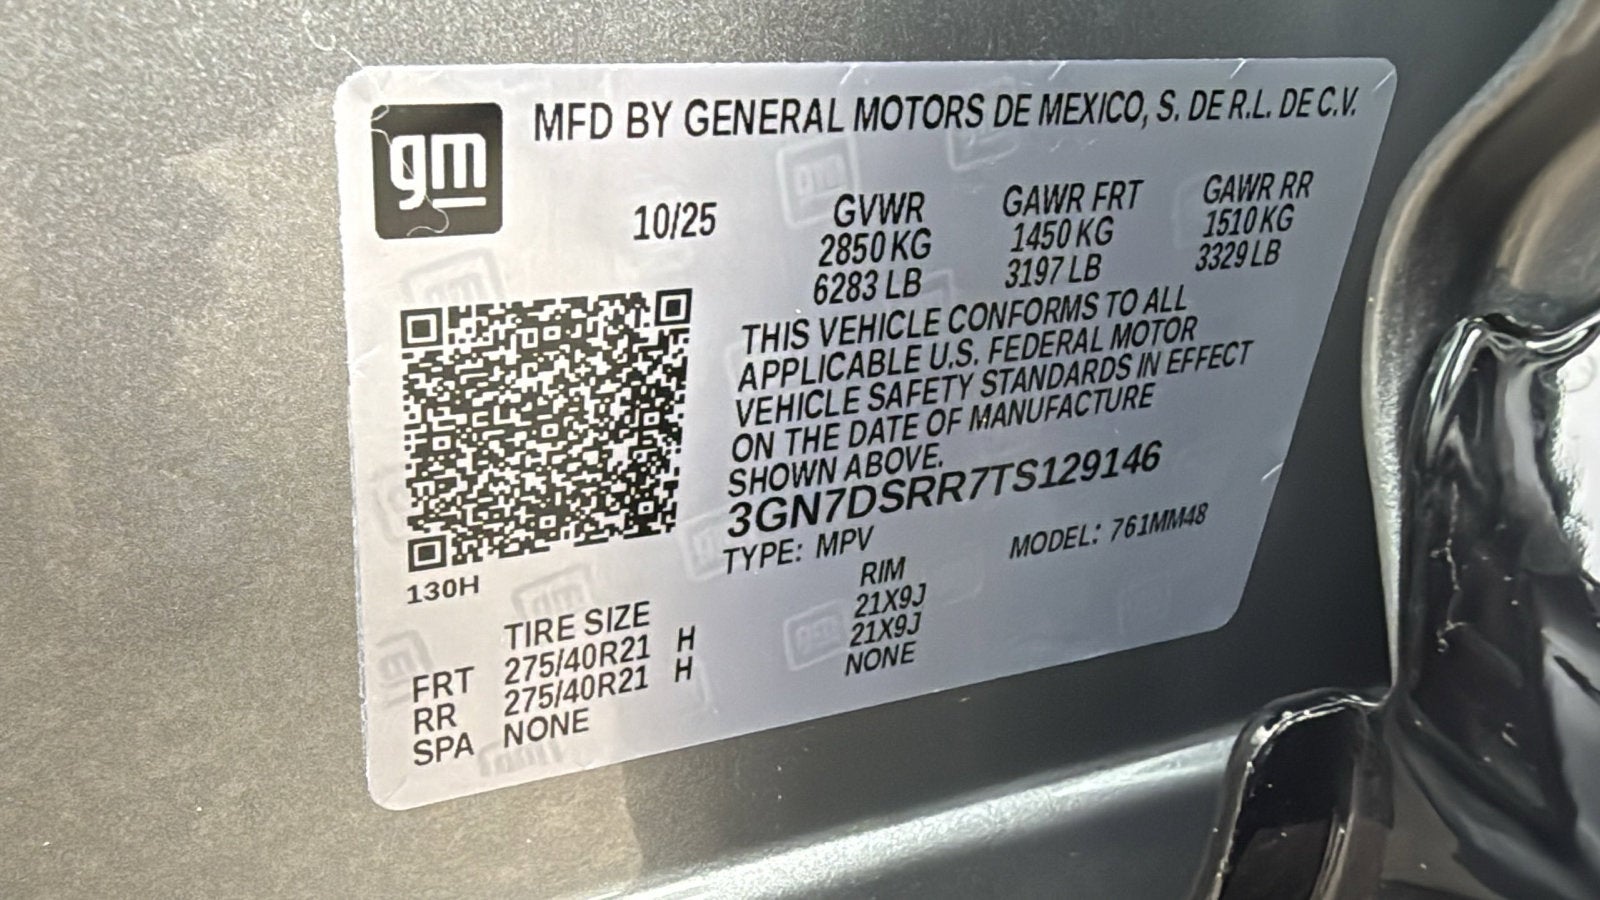 gm
MFD BY GENERAL MOTORS DE MEXICO, S. DE R.L. DE C.V.
10/25 GVWR GAWR FRT GAWR RR
2850 KG 1450 KG 1510 KG
6283 LB 3197 LB 3329 LB
THIS VEHICLE CONFORMS TO ALL
APPLICABLE U.S. FEDERAL MOTOR
VEHICLE SAFETY STANDARDS IN EFFECT
ON THE DATE OF MANUFACTURE
SHOWN ABOVE.
3GN7DSRR7TS129146
TYPE: MPV MODEL: 761MM48
130H
TIRE SIZE RIM
FRT 275/40R21 H 21X9J
RR 275/40R21 H 21X9J
SPA NONE NONE